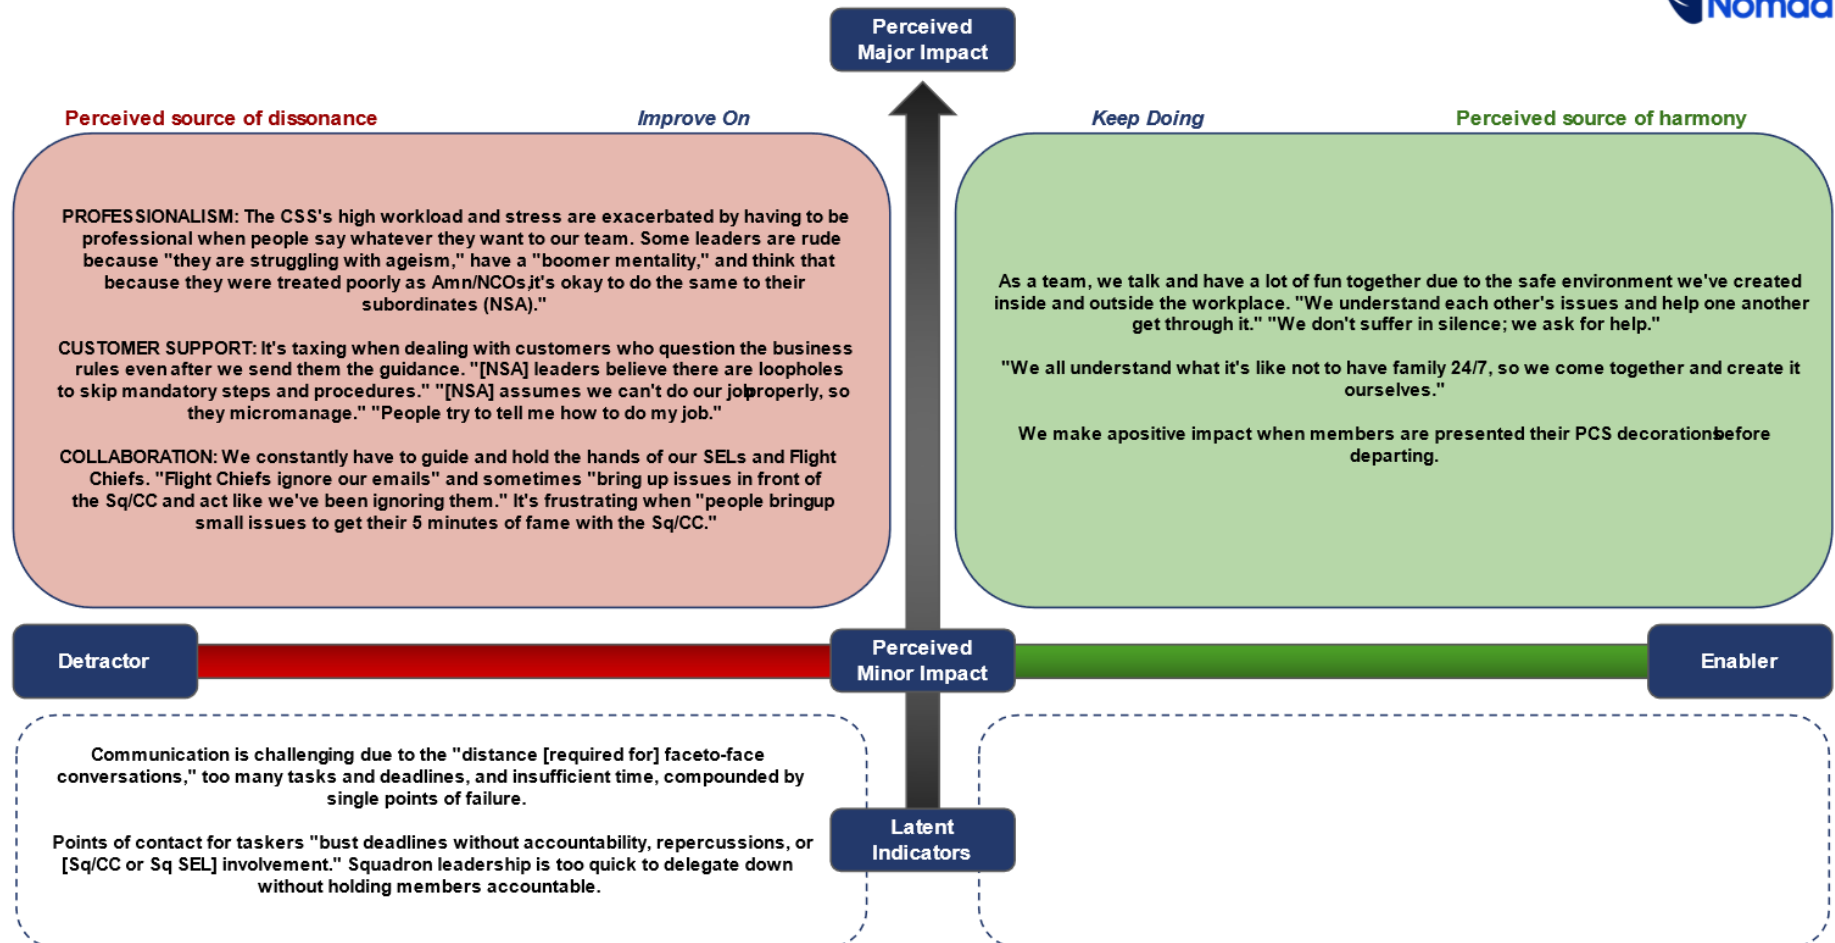 Nomad
Perceived
Major Impact
Perceived source of dissonance
Improve On
Keep Doing
Perceived source of harmony
PROFESSIONALISM: The CSS's high workload and stress are exacerbated by having to be
professional when people say whatever they want to our team. Some leaders are rude
because "they are struggling with ageism," have a "boomer mentality," and think that
because they were treated poorly as Amn/NCOs,it's okay to do the same to their
subordinates (NSA)."
CUSTOMER SUPPORT: It's taxing when dealing with customers who question the business
rules even after we send them the guidance. "[NSA] leaders believe there are loopholes
to skip mandatory steps and procedures." "[NSA] assumes we can't do our job properly, so
they micromanage." "People try to tell me how to do my job."
COLLABORATION: We constantly have to guide and hold the hands of our SELs and Flight
Chiefs. "Flight Chiefs ignore our emails" and sometimes "bring up issues in front of
the Sq/CC and act like we've been ignoring them." It's frustrating when "people bringup
small issues to get their 5 minutes of fame with the Sq/CC."
As a team, we talk and have a lot of fun together due to the safe environment we've created
inside and outside the workplace. "We understand each other's issues and help one another
get through it." "We don't suffer in silence; we ask for help."
"We all understand what it's like not to have family 24/7, so we come together and create it
ourselves."
We make apositive impact when members are presented their PCS decorations before
departing.
Detractor
Perceived
Minor Impact
Enabler
Communication is challenging due to the "distance [required for] faceto-face
conversations," too many tasks and deadlines, and insufficient time, compounded by
single points of failure.
Points of contact for taskers "bust deadlines without accountability, repercussions, or
[Sq/CC or Sq SEL] involvement." Squadron leadership is too quick to delegate down
without holding members accountable.
Latent
Indicators